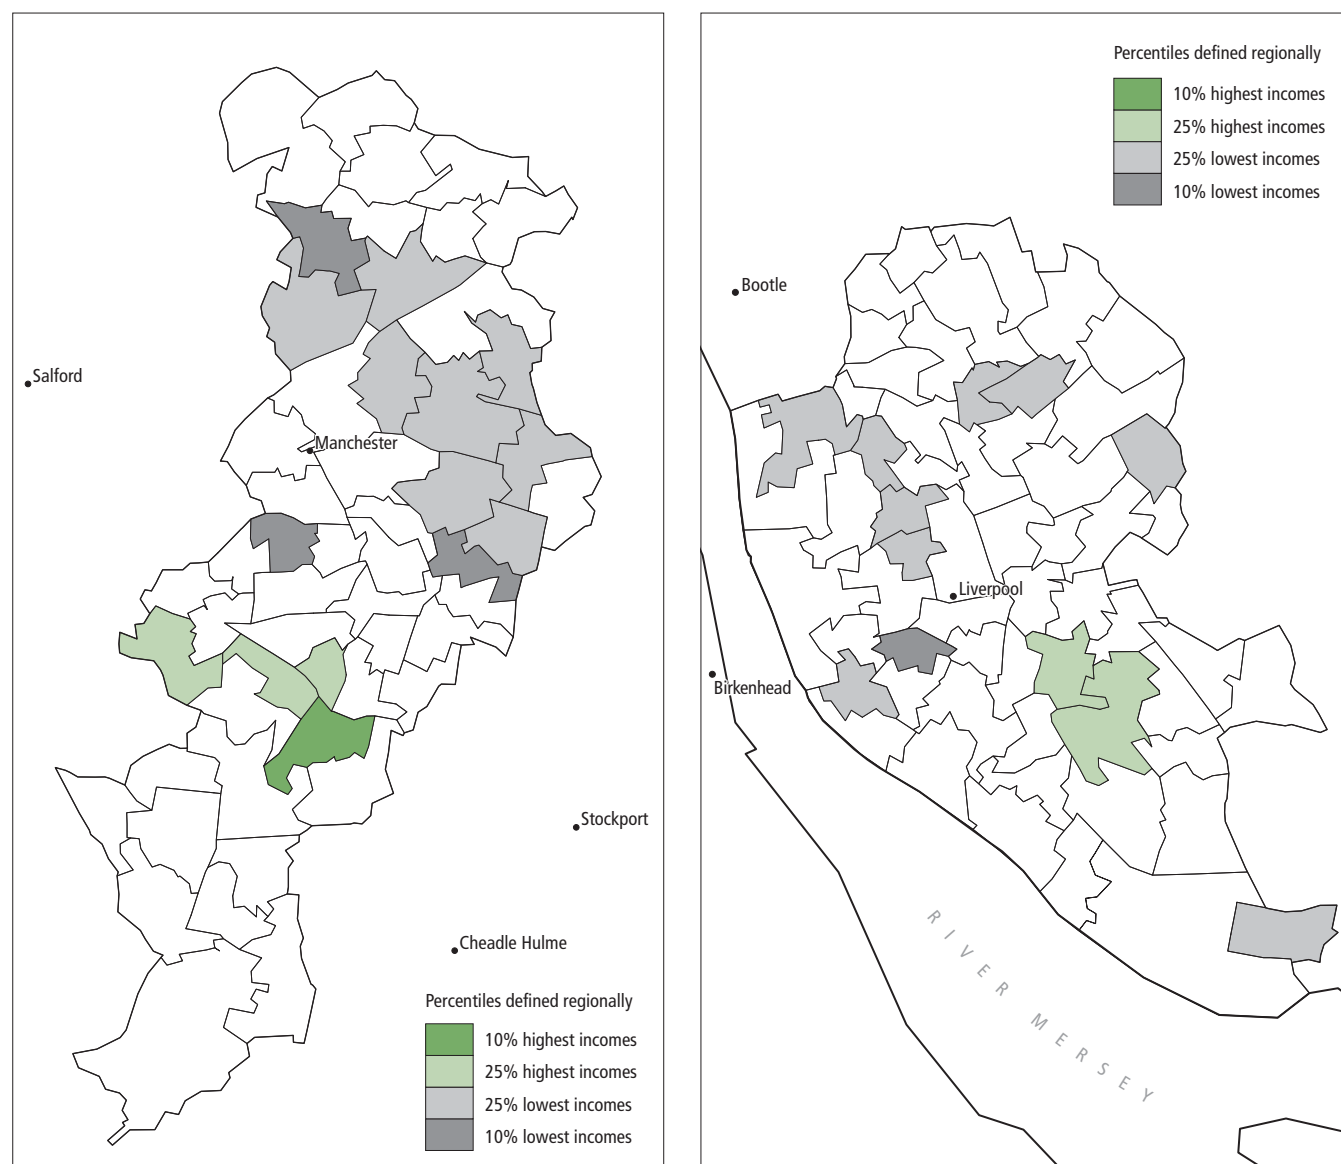 Salford
Manchester
Stockport
Cheadle Hulme
Percentiles defined regionally
10% highest incomes
25% highest incomes
25% lowest incomes
10% lowest incomes
Percentiles defined regionally
10% highest incomes
25% highest incomes
25% lowest incomes
10% lowest incomes
Bootle
Liverpool
Birkenhead
RIVER MERSEY